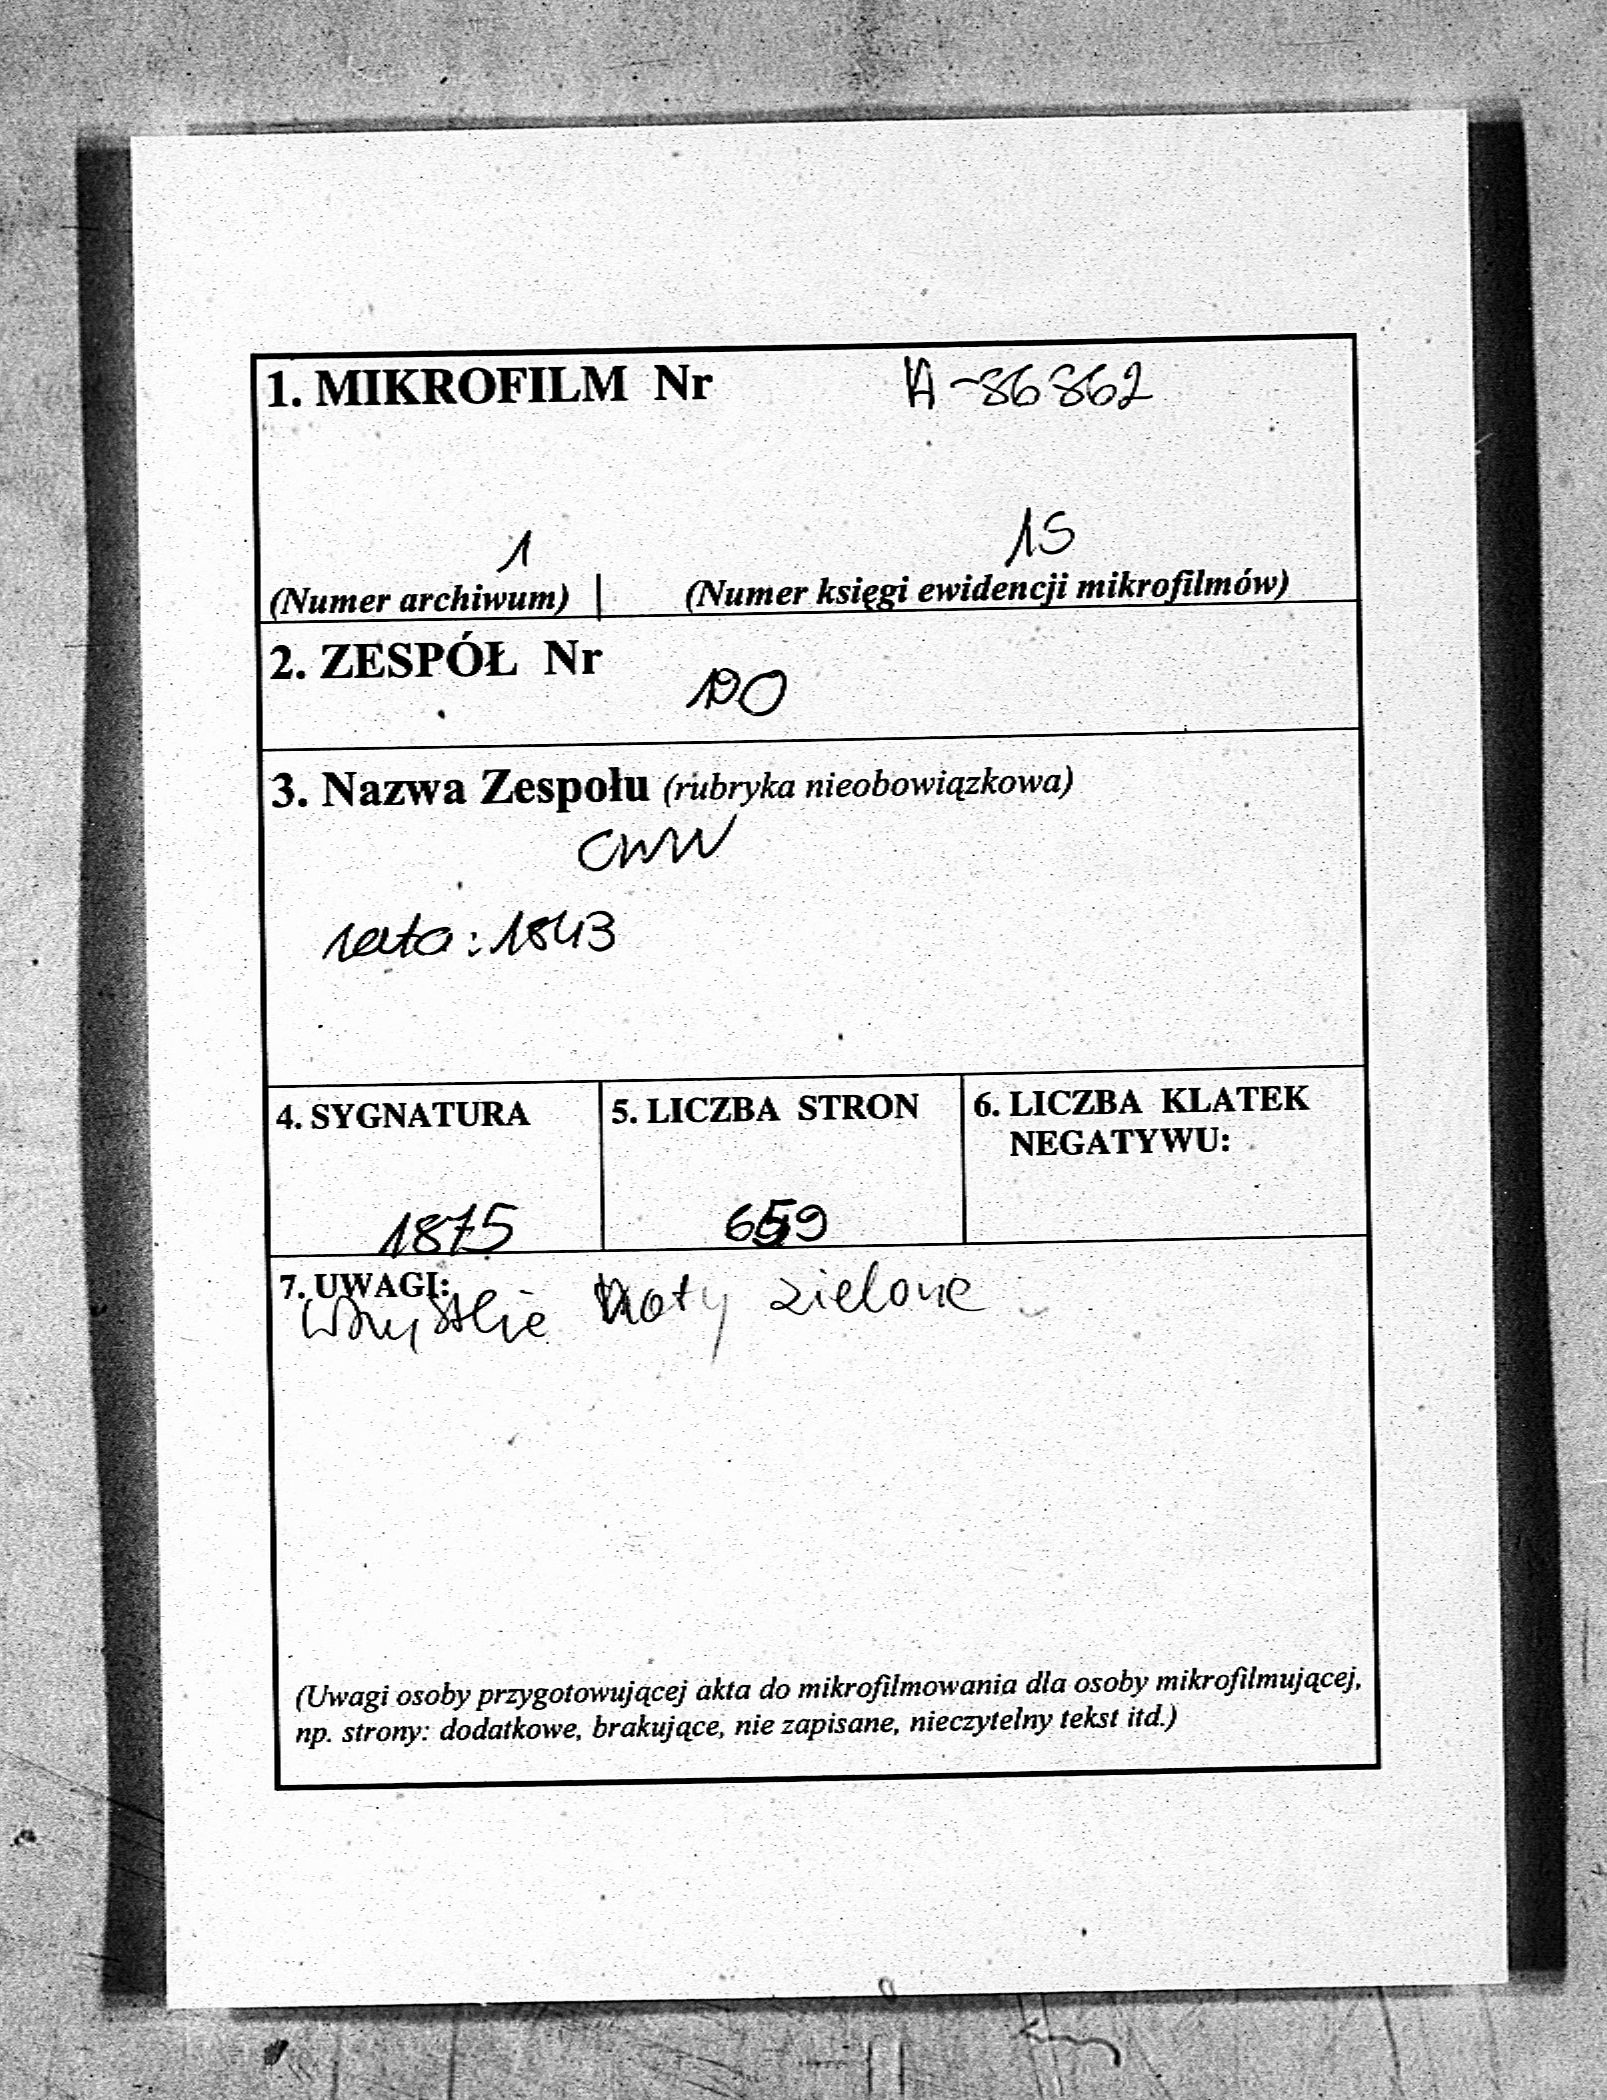 1. MIKROFILM Nr A-86862
1 15
(Numer archiwum) | (Numer księgi ewidencji mikrofilmów)
2. ZESPÓŁ Nr
190
3. Nazwa Zespołu (rubryka nieobowiązkowa)
CWW
lata: 1843
4. SYGNATURA 5. LICZBA STRON 6. LICZBA KLATEK
NEGATYWU:
1875 659
7. UWAGI:
Wszystkie noty zielone
(Uwagi osoby przygotowującej akta do mikrofilmowania dla osoby mikrofilmującej,
np. strony: dodatkowe, brakujące, nie zapisane, nieczytelny tekst itd.)